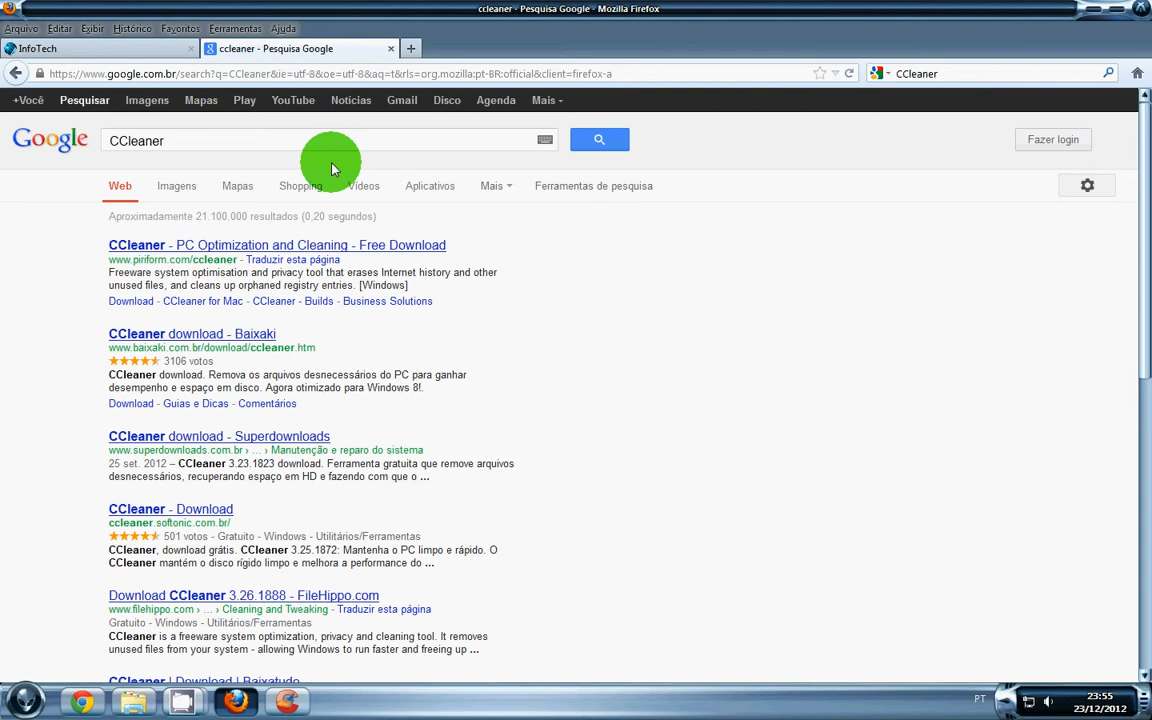 ccleaner - Pesquisa Google - Mozilla Firefox
Arquivo Editar Exibir Histórico Favoritos Ferramentas Ajuda
InfoTech × ccleaner - Pesquisa Google × +
https://www.google.com.br/search?q=CCleaner&ie=utf-8&oe=utf-8&aq=t&rls=org.mozilla:pt-BR:official&client=firefox-a CCleaner
+Você Pesquisar Imagens Mapas Play YouTube Notícias Gmail Disco Agenda Mais
Google CCleaner Fazer login
Web Imagens Mapas Shopping Vídeos Aplicativos Mais Ferramentas de pesquisa
Aproximadamente 21.100.000 resultados (0,20 segundos)
CCleaner - PC Optimization and Cleaning - Free Download
www.piriform.com/ccleaner - Traduzir esta página
Freeware system optimisation and privacy tool that erases Internet history and other
unused files, and cleans up orphaned registry entries. [Windows]
Download - CCleaner for Mac - CCleaner - Builds - Business Solutions
CCleaner download - Baixaki
www.baixaki.com.br/download/ccleaner.htm
3106 votos
CCleaner download. Remova os arquivos desnecessários do PC para ganhar
desempenho e espaço em disco. Agora otimizado para Windows 8!.
Download - Guias e Dicas - Comentários
CCleaner download - Superdownloads
www.superdownloads.com.br › ... › Manutenção e reparo do sistema
25 set. 2012 – CCleaner 3.23.1823 download. Ferramenta gratuita que remove arquivos
desnecessários, recuperando espaço em HD e fazendo com que o ...
CCleaner - Download
ccleaner.softonic.com.br/
501 votos - Gratuito - Windows - Utilitários/Ferramentas
CCleaner, download grátis. CCleaner 3.25.1872: Mantenha o PC limpo e rápido. O
CCleaner mantém o disco rígido limpo e melhora a performance do ...
Download CCleaner 3.26.1888 - FileHippo.com
www.filehippo.com › ... › Cleaning and Tweaking - Traduzir esta página
Gratuito - Windows - Utilitários/Ferramentas
CCleaner is a freeware system optimization, privacy and cleaning tool. It removes
unused files from your system - allowing Windows to run faster and freeing up ...
CCleaner | Download | Baixatudo
PT 23:55
23/12/2012